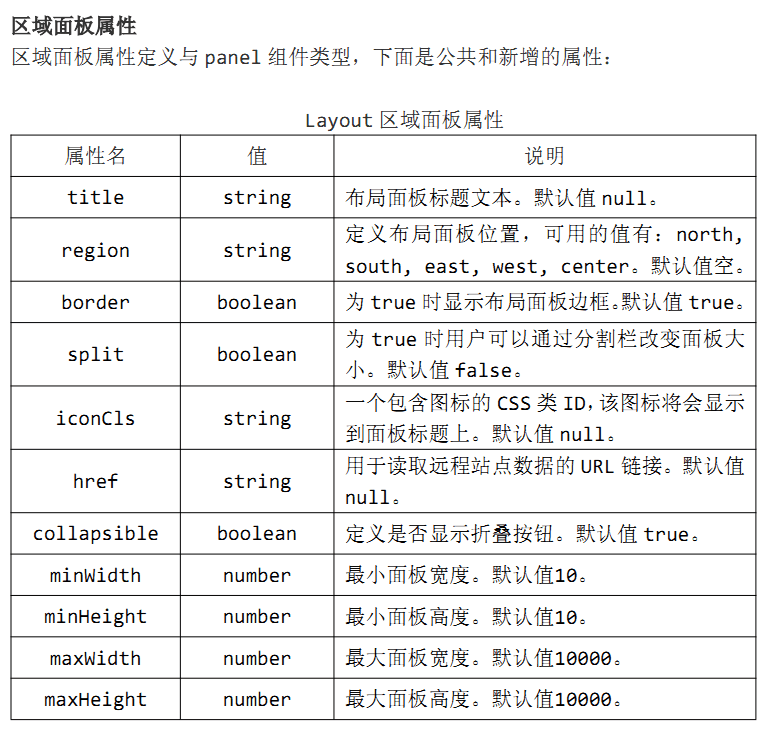 区域面板属性
区域面板属性定义与 panel 组件类型，下面是公共和新增的属性：
Layout 区域面板属性
属性名 值 说明
title string 布局面板标题文本。默认值 null。
region string 定义布局面板位置，可用的值有：north,
south, east, west, center。默认值空。
border boolean 为 true 时显示布局面板边框。默认值 true。
split boolean 为 true 时用户可以通过分割栏改变面板大
小。默认值 false。
iconCls string 一个包含图标的 CSS 类 ID，该图标将会显示
到面板标题上。默认值 null。
href string 用于读取远程站点数据的 URL 链接。默认值
null。
collapsible boolean 定义是否显示折叠按钮。默认值 true。
minWidth number 最小面板宽度。默认值10。
minHeight number 最小面板高度。默认值10。
maxWidth number 最大面板宽度。默认值10000。
maxHeight number 最大面板高度。默认值10000。